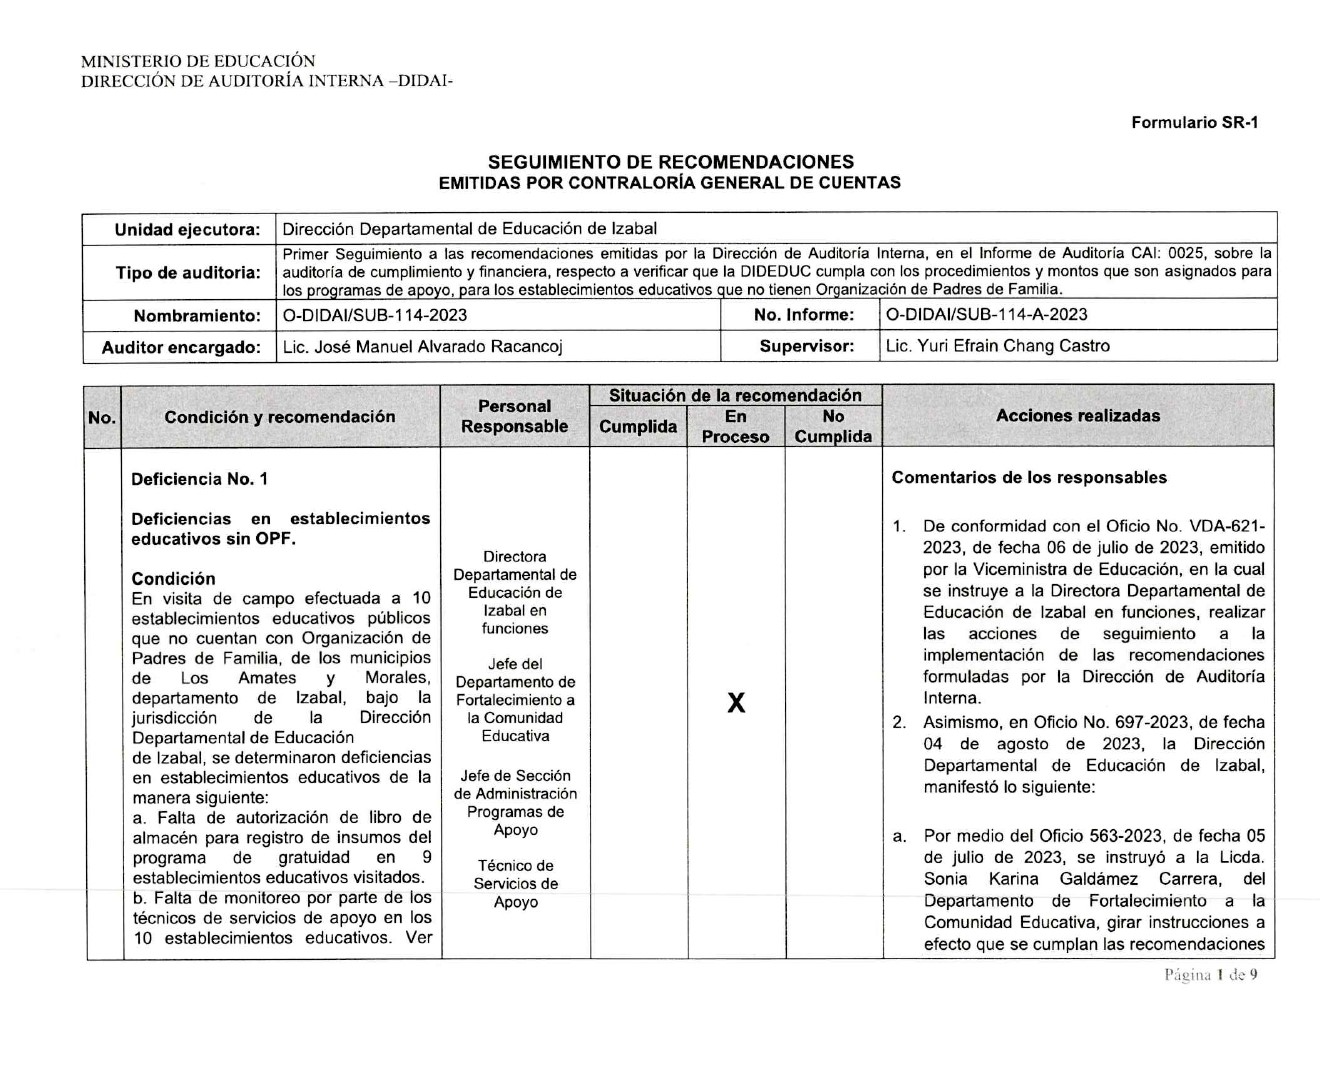 MINISTERIO DE EDUCACIÓN
DIRECCIÓN DE AUDITORÍA INTERNA –DIDAI-
Formulario SR-1
SEGUIMIENTO DE RECOMENDACIONES
EMITIDAS POR CONTRALORÍA GENERAL DE CUENTAS
Unidad ejecutora: Dirección Departamental de Educación de Izabal
Tipo de auditoria: Primer Seguimiento a las recomendaciones emitidas por la Dirección de Auditoría Interna, en el Informe de Auditoría CAI: 0025, sobre la
auditoría de cumplimiento y financiera, respecto a verificar que la DIDEDUC cumpla con los procedimientos y montos que son asignados para
los programas de apoyo, para los establecimientos educativos que no tienen Organización de Padres de Familia.
Nombramiento: O-DIDAI/SUB-114-2023 No. Informe: O-DIDAI/SUB-114-A-2023
Auditor encargado: Lic. José Manuel Alvarado Racancoj Supervisor: Lic. Yuri Efrain Chang Castro
No.
Condición y recomendación
Personal
Responsable
Situación de la recomendación
Cumplida
En
Proceso
No
Cumplida
Acciones realizadas
Deficiencia No. 1
Deficiencias en establecimientos
educativos sin OPF.
Condición
En visita de campo efectuada a 10
establecimientos educativos públicos
que no cuentan con Organización de
Padres de Familia, de los municipios
de Los Amates y Morales,
departamento de Izabal, bajo la
jurisdicción de la Dirección
Departamental de Educación
de Izabal, se determinaron deficiencias
en establecimientos educativos de la
manera siguiente:
a. Falta de autorización de libro de
almacén para registro de insumos del
programa de gratuidad en 9
establecimientos educativos visitados.
b. Falta de monitoreo por parte de los
técnicos de servicios de apoyo en los
10 establecimientos educativos. Ver
Directora
Departamental de
Educación de
Izabal en
funciones
Jefe del
Departamento de
Fortalecimiento a
la Comunidad
Educativa
Jefe de Sección
de Administración
Programas de
Apoyo
Técnico de
Servicios de
Apoyo
X
Comentarios de los responsables
1. De conformidad con el Oficio No. VDA-621-
2023, de fecha 06 de julio de 2023, emitido
por la Viceministra de Educación, en la cual
se instruye a la Directora Departamental de
Educación de Izabal en funciones, realizar
las acciones de seguimiento a la
implementación de las recomendaciones
formuladas por la Dirección de Auditoría
Interna.
2. Asimismo, en Oficio No. 697-2023, de fecha
04 de agosto de 2023, la Dirección
Departamental de Educación de Izabal,
manifestó lo siguiente:
a. Por medio del Oficio 563-2023, de fecha 05
de julio de 2023, se instruyó a la Licda.
Sonia Karina Galdámez Carrera, del
Departamento de Fortalecimiento a la
Comunidad Educativa, girar instrucciones a
efecto que se cumplan las recomendaciones
Página 1 de 9